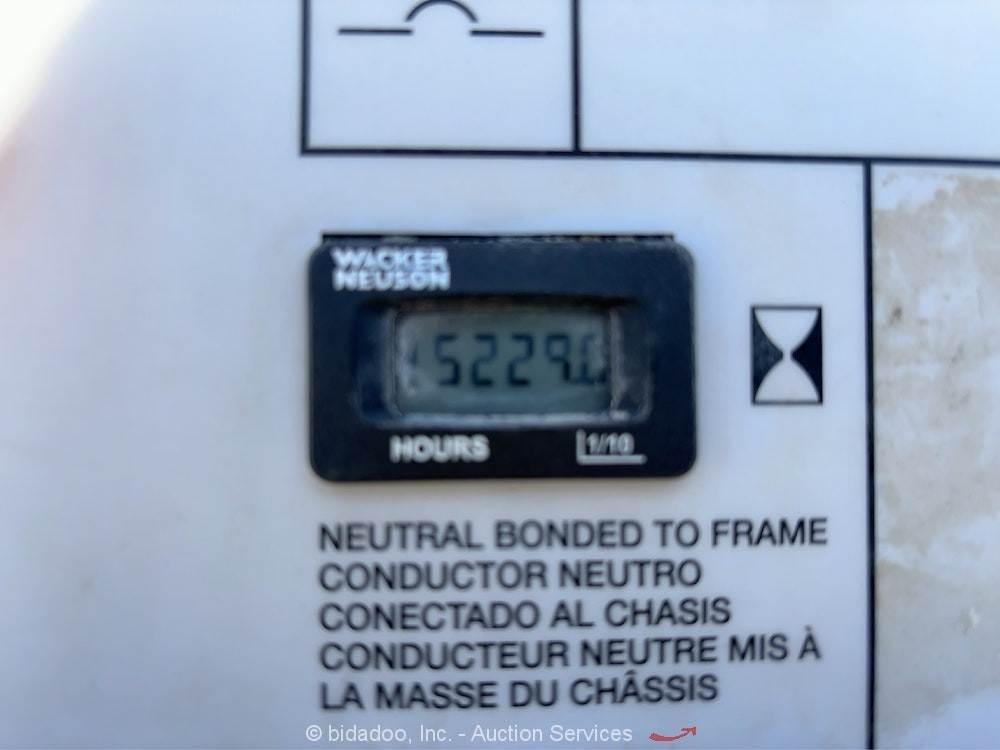 WACKER
NEUSON
5229.
HOURS 1/10
NEUTRAL BONDED TO FRAME
CONDUCTOR NEUTRO
CONECTADO AL CHASIS
CONDUCTEUR NEUTRE MIS À
LA MASSE DU CHÂSSIS
© bidadoo, Inc. - Auction Services